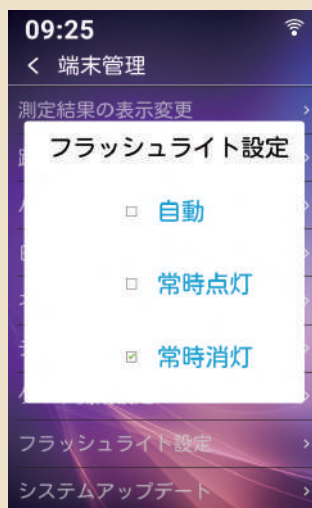 09:25
端末管理
測定結果の表示変更
フラッシュライト設定
自動
常時点灯
常時消灯
フラッシュライト設定
システムアップデート